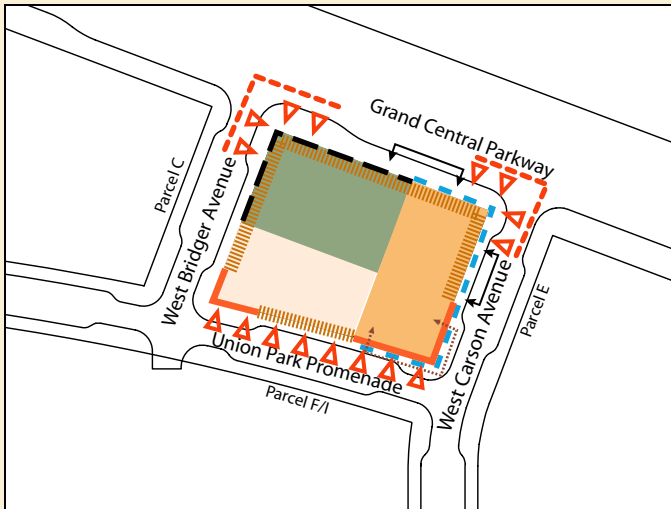 Grand Central Parkway
Parcel C
West Bridger Avenue
West Carson Avenue
Parcel E
Union Park Promenade
Parcel F/I